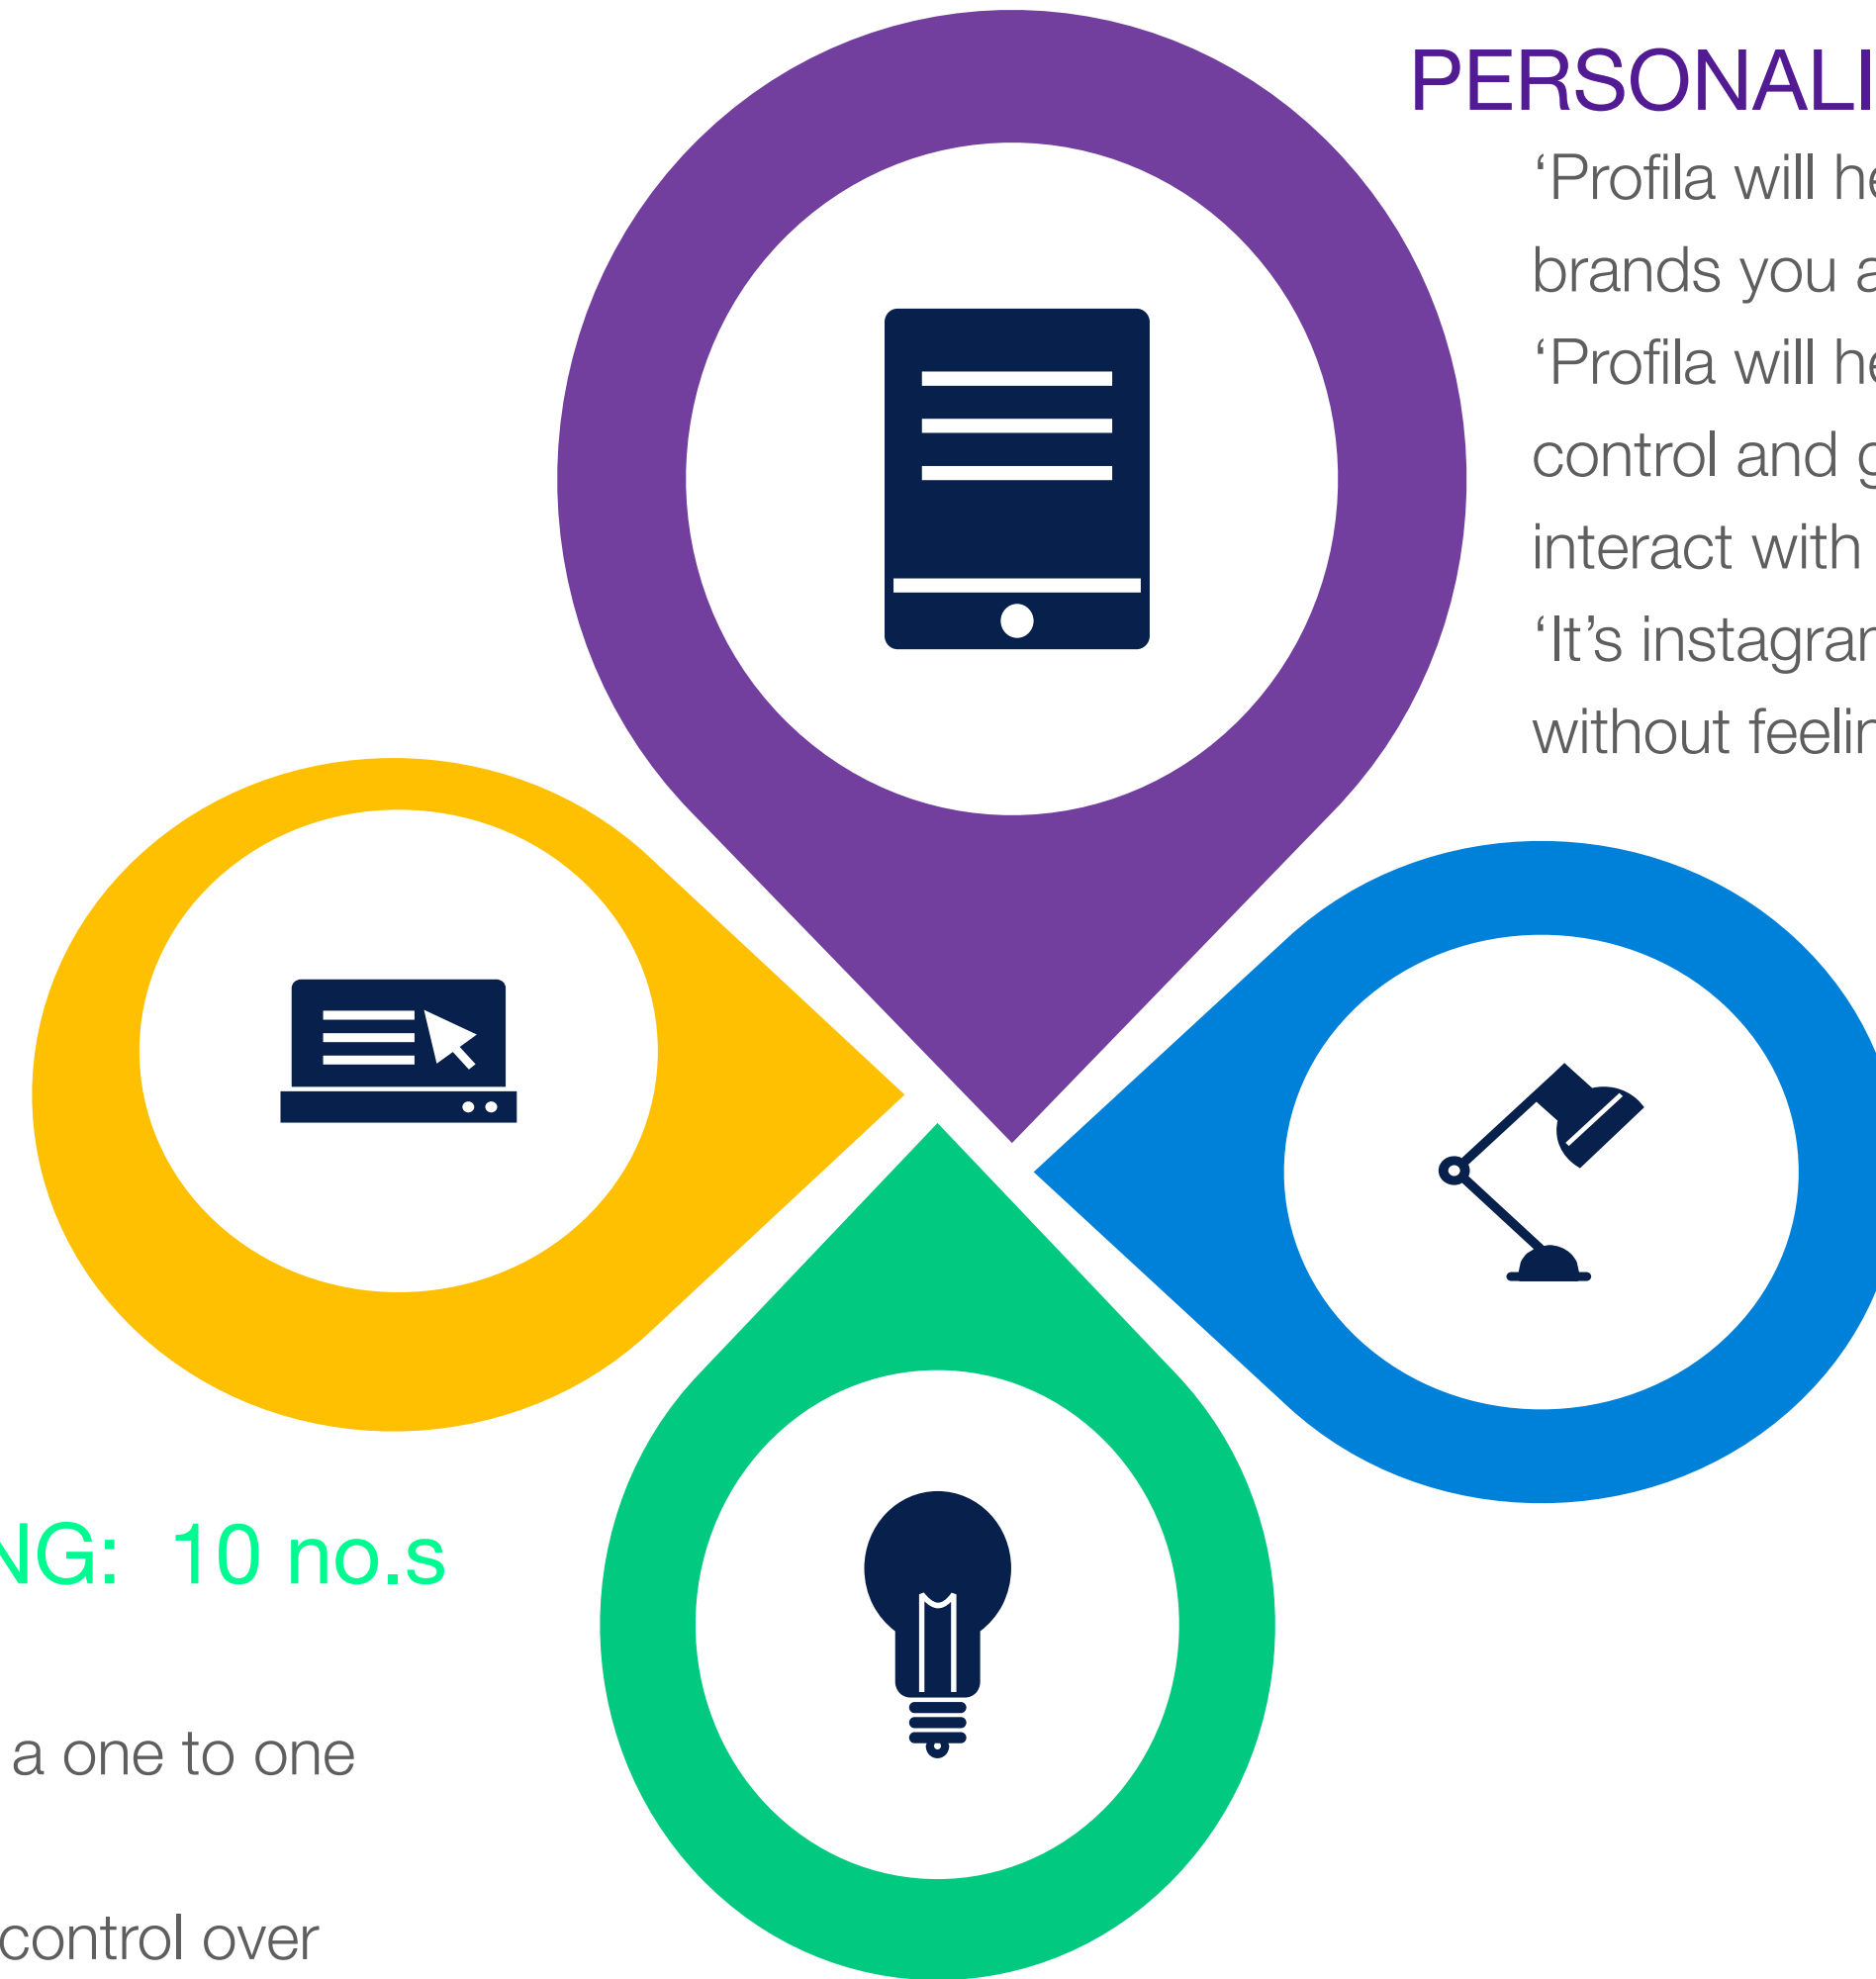 PERSONALI
‘Profila will he
brands you a
‘Profila will he
control and g
interact with
‘It’s instagram
without feelin
NG: 10 no.s
a one to one
control over